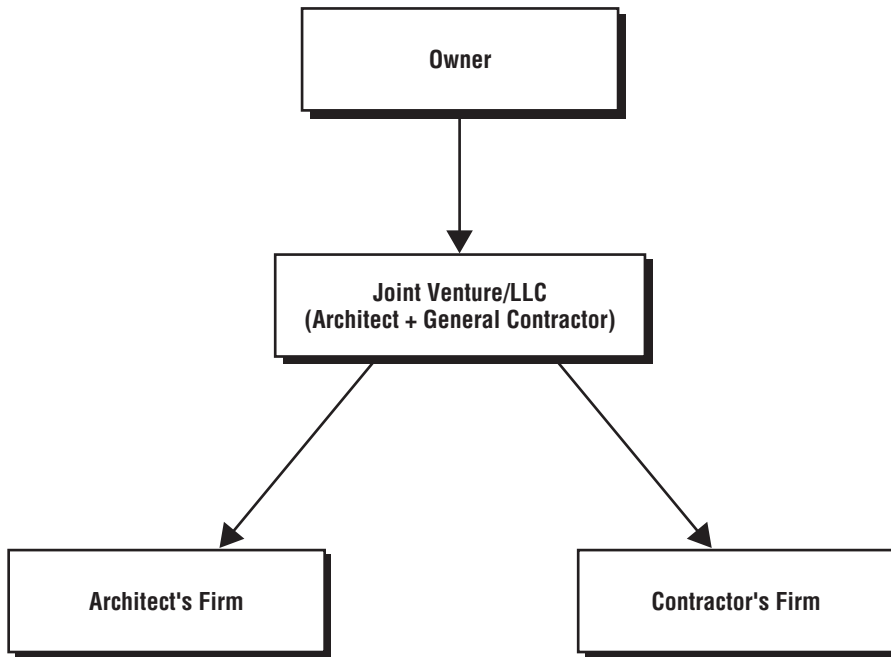 Owner
Joint Venture/LLC
(Architect + General Contractor)
Architect's Firm
Contractor's Firm